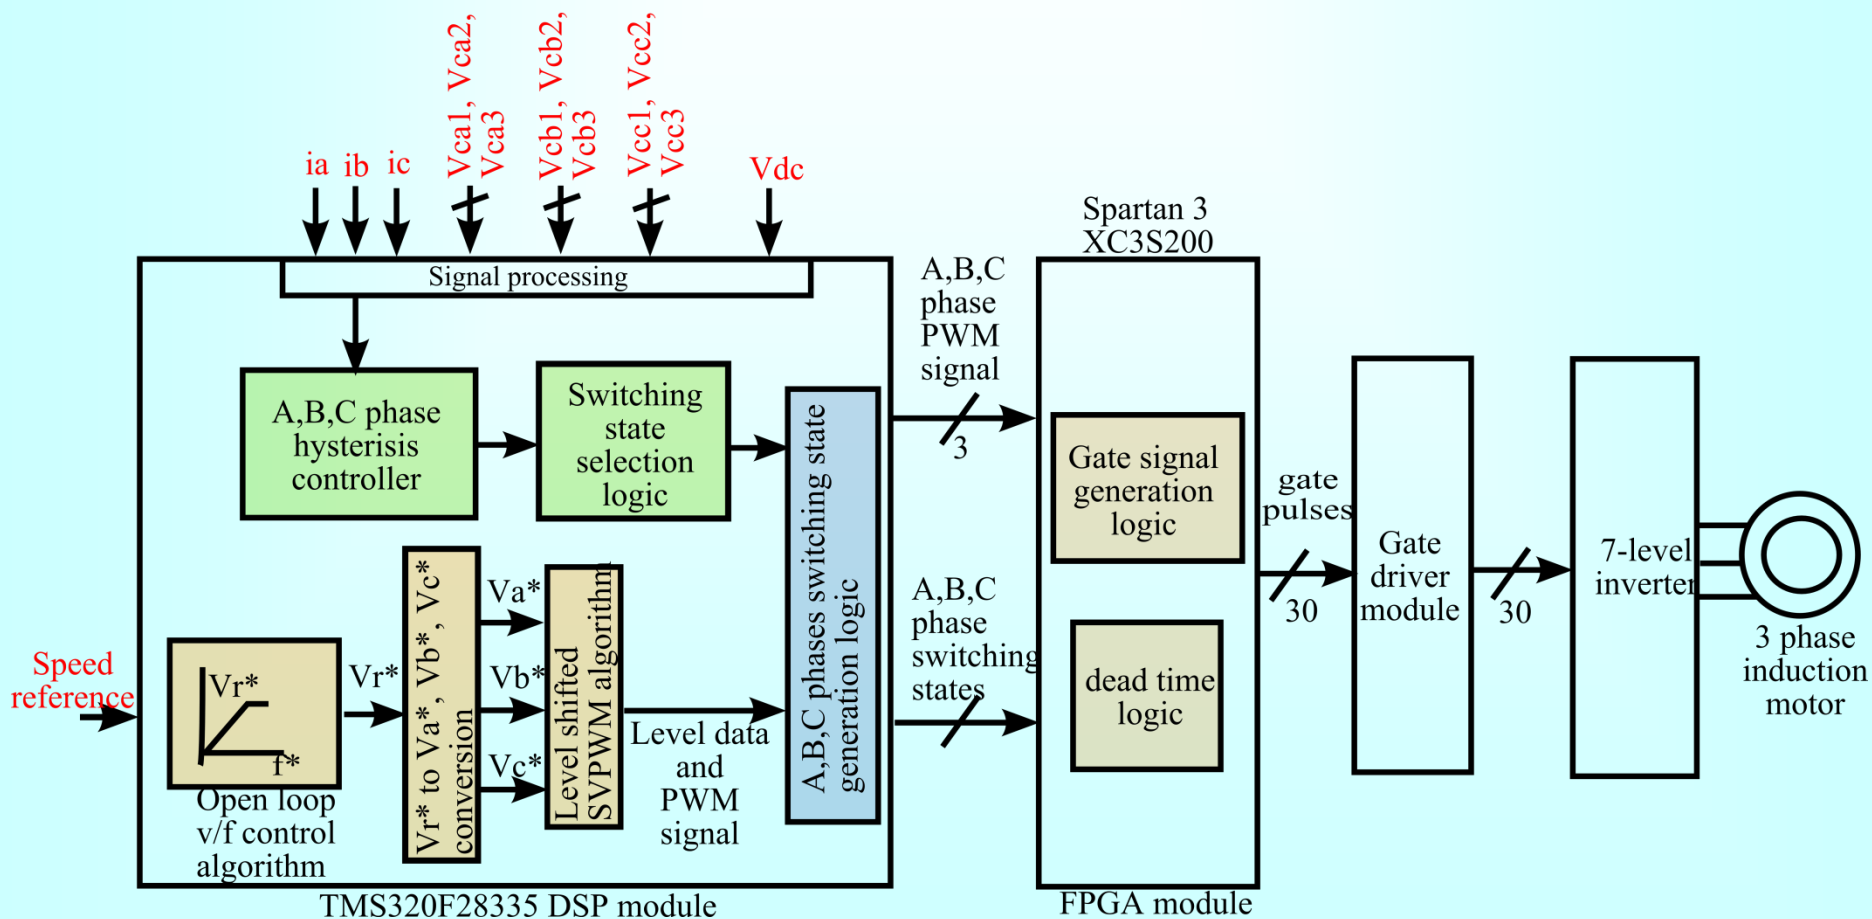 Vca1, Vca2,
Vca3
Vcb1, Vcb2,
Vcb3
Vcc1, Vcc2,
Vcc3
ia
ib
ic
Vdc
Signal processing
A,B,C phase
hysterisis
controller
Switching
state
selection
logic
A,B,C phases switching state
generation logic
Speed
reference
Vr*
f*
Open loop
v/f control
algorithm
Vr*
Vr* to Va*, Vb*, Vc*
conversion
Va*
Vb*
Vc*
Level shifted
SVPWM algorithm
Level data
and
PWM
signal
TMS320F28335 DSP module
A,B,C
phase
PWM
signal
3
A,B,C
phase
switching
states
Spartan 3
XC3S200
Gate signal
generation
logic
dead time
logic
FPGA module
gate
pulses
30
Gate
driver
module
30
7-level
inverter
3 phase
induction
motor